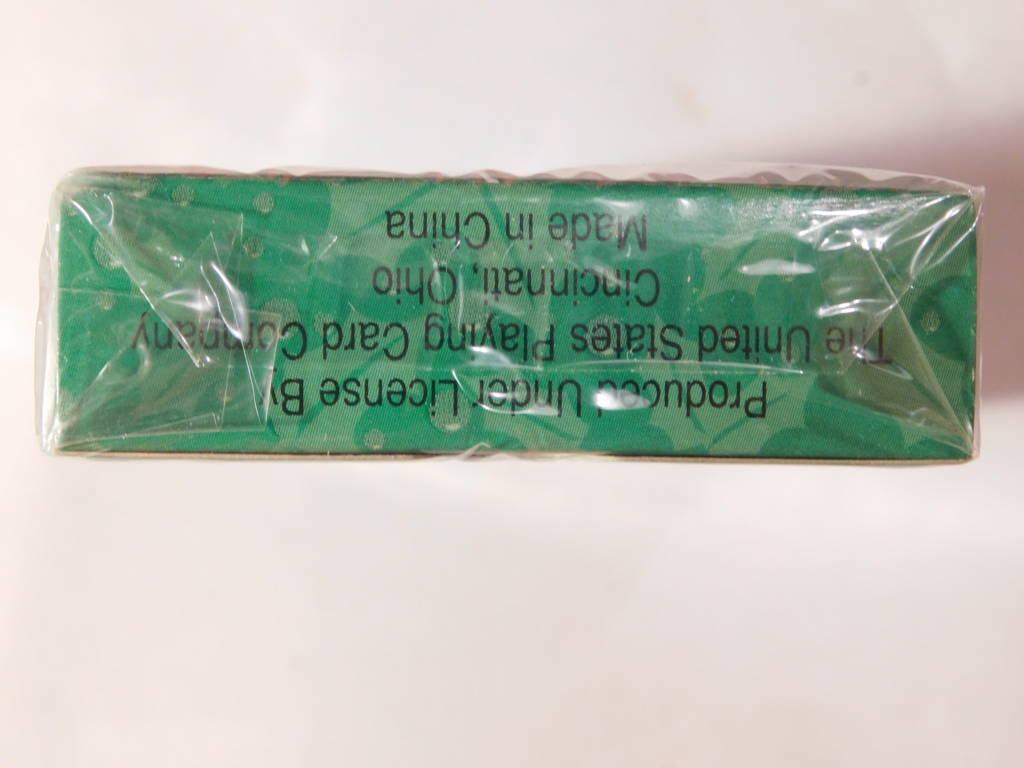 Produced Under License By
The United States Playing Card Company
Cincinnati, Ohio
Made in China